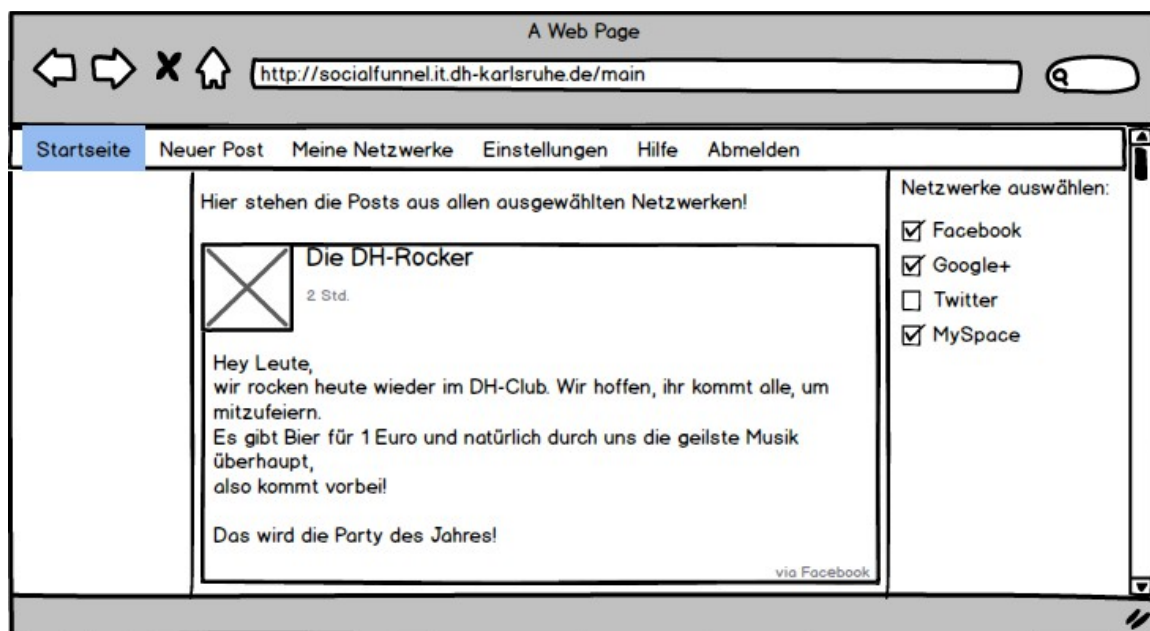 A Web Page
http://socialfunnel.it.dh-karlsruhe.de/main
Startseite Neuer Post Meine Netzwerke Einstellungen Hilfe Abmelden
Hier stehen die Posts aus allen ausgewählten Netzwerken!
Die DH-Rocker
2 Std.
Hey Leute,
wir rocken heute wieder im DH-Club. Wir hoffen, ihr kommt alle, um
mitzufeiern.
Es gibt Bier für 1 Euro und natürlich durch uns die geilste Musik
überhaupt,
also kommt vorbei!
Das wird die Party des Jahres!
via Facebook
Netzwerke auswählen:
Facebook
Google+
Twitter
MySpace